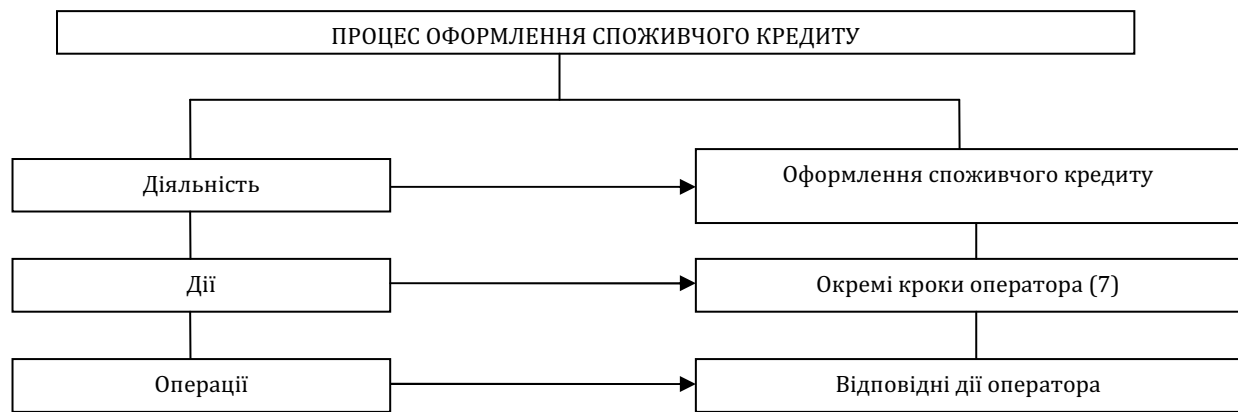 ПРОЦЕС ОФОРМЛЕННЯ СПОЖИВЧОГО КРЕДИТУ
Діяльність
Оформлення споживчого кредиту
Дії
Окремі кроки оператора (7)
Операції
Відповідні дії оператора